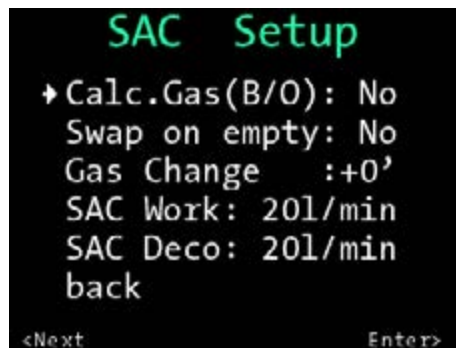 SAC Setup
Calc.Gas(B/O): No
Swap on empty: No
Gas Change :+0'
SAC Work: 20l/min
SAC Deco: 20l/min
back
<Next Enter>